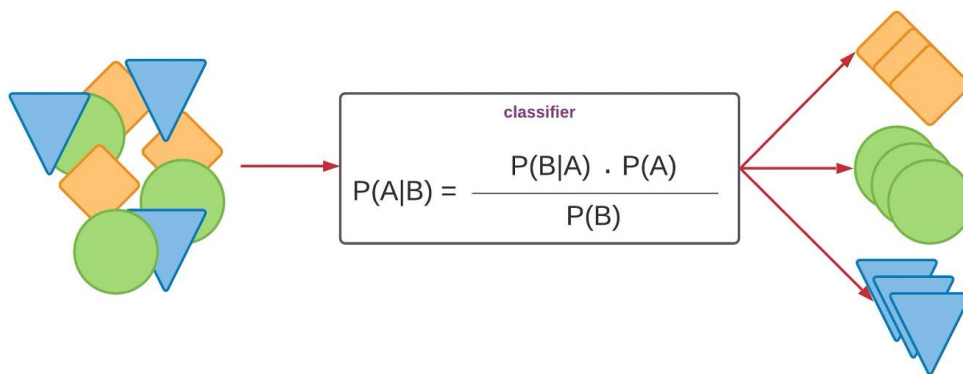 classifier
P(A|B) = P(B|A) . P(A)
P(B)